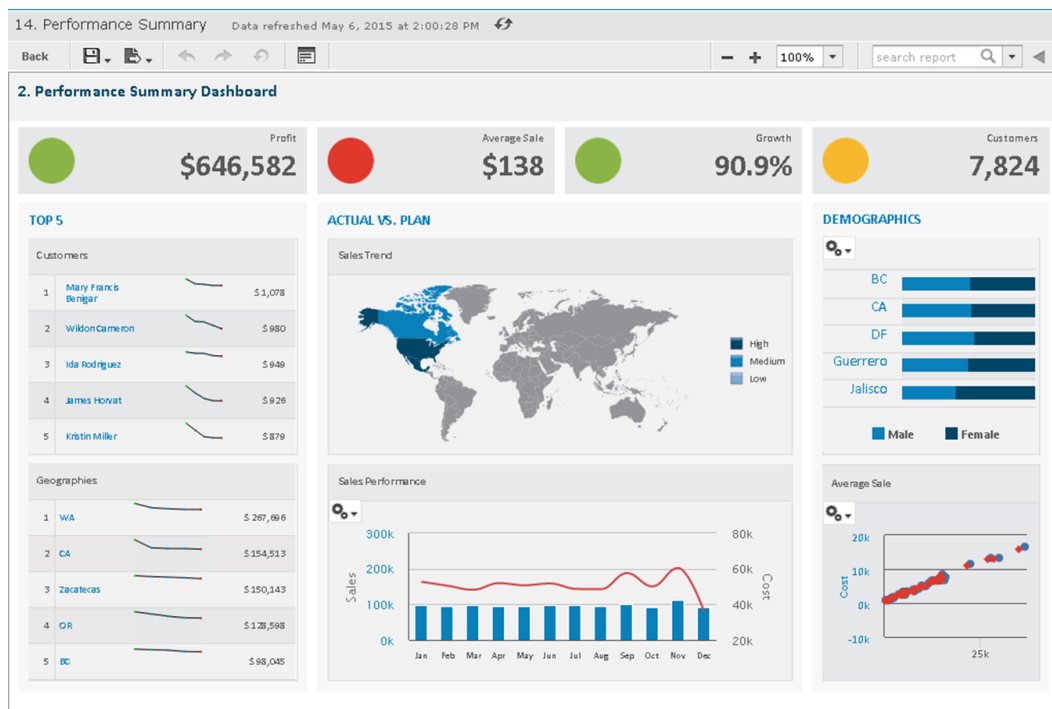 14. Performance Summary Data refreshed May 6, 2015 at 2:00:28 PM
Back 100% search report
2. Performance Summary Dashboard
Profit
$646,582
Average Sale
$138
Growth
90.9%
Customers
7,824
TOP 5
Customers
1 Mary Francis Benigar $1,078
2 Wildon Cameron $980
3 Ida Rodriguez $949
4 James Horvat $926
5 Kristin Miller $879
Geographies
1 WA $267,696
2 CA $154,513
3 Zacatecas $150,143
4 OR $128,598
5 BC $98,045
ACTUAL VS. PLAN
Sales Trend
High
Medium
Low
Sales Performance
300k
200k
100k
0k
Sales
80k
60k
40k
20k
Cost
Jan Feb Mar Apr May Jun Jul Aug Sep Oct Nov Dec
DEMOGRAPHICS
BC
CA
DF
Guerrero
Jalisco
Male Female
Average Sale
20k
10k
0k
-10k
Cost
25k